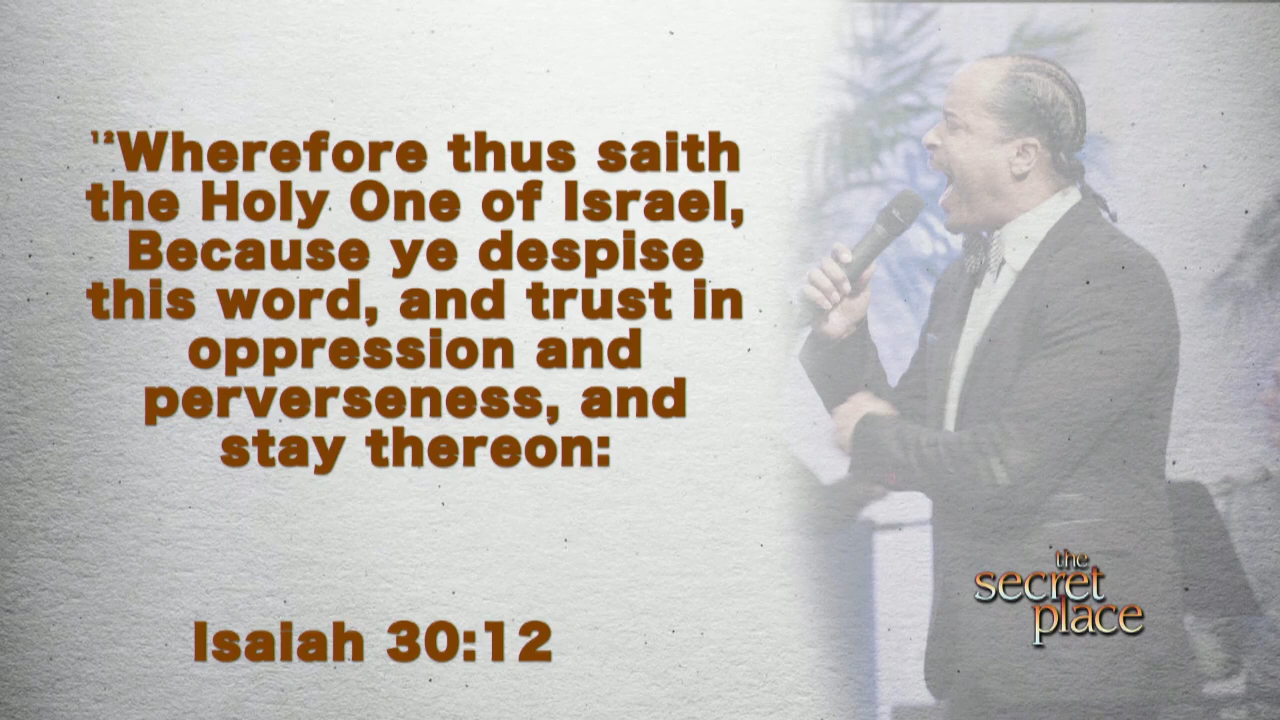 ¹²Wherefore thus saith
the Holy One of Israel,
Because ye despise
this word, and trust in
oppression and
perverseness, and
stay thereon:
Isaiah 30:12
the
secret
place